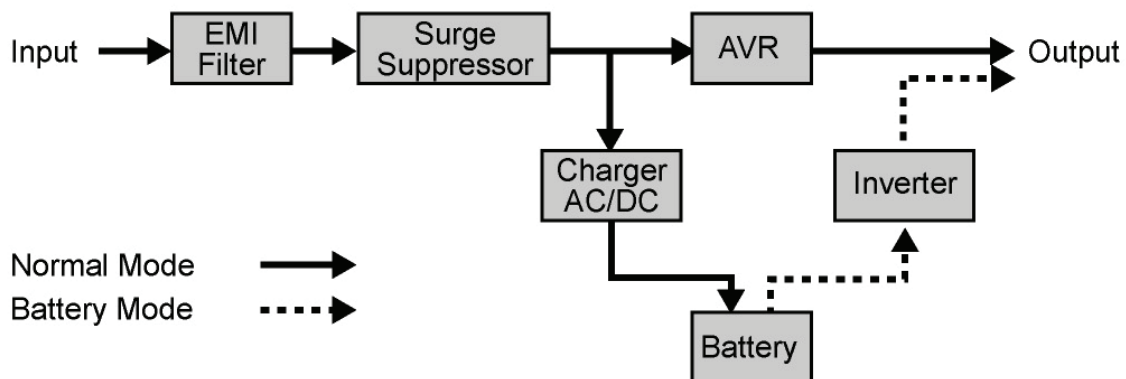 Input
EMI
Filter
Surge
Suppressor
AVR
Output
Charger
AC/DC
Inverter
Normal Mode
Battery Mode
Battery